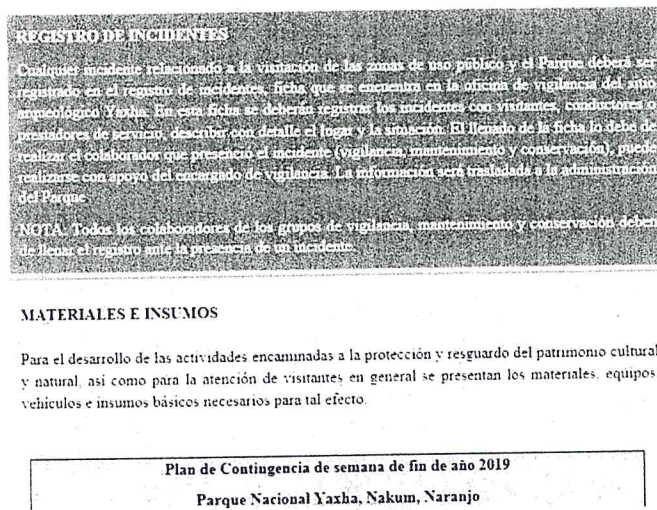 REGISTRO DE INCIDENTES
Cualquier incidente relacionado a la visitación de las zonas de uso público y el Parque deberá ser
registrado en el registro de incidentes, ficha que se encuentra en la oficina de vigilancia del sitio
arqueológico Yaxha. En esta ficha se deberán registrar los incidentes con visitantes, conductores o
prestadores de servicio, describir con detalle el lugar y la situación. El llenado de la ficha lo debe de
realizar el colaborador que presenció el incidente (vigilancia, mantenimiento y conservación), puede
realizarse con apoyo del encargado de vigilancia. La información será trasladada a la administración
del Parque
NOTA: Todos los colaboradores de los grupos de vigilancia, mantenimiento y conservación deben
de llenar el registro ante la presencia de un incidente.
MATERIALES E INSUMOS
Para el desarrollo de las actividades encaminadas a la protección y resguardo del patrimonio cultural
y natural, así como para la atención de visitantes en general se presentan los materiales, equipos
vehículos e insumos básicos necesarios para tal efecto.
Plan de Contingencia de semana de fin de año 2019
Parque Nacional Yaxha, Nakum, Naranjo